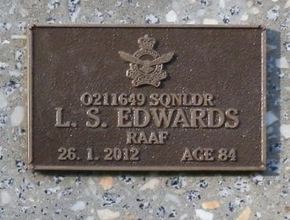 O211649 SQNLDR
L. S. EDWARDS
RAAF
26. 1. 2012 AGE 84